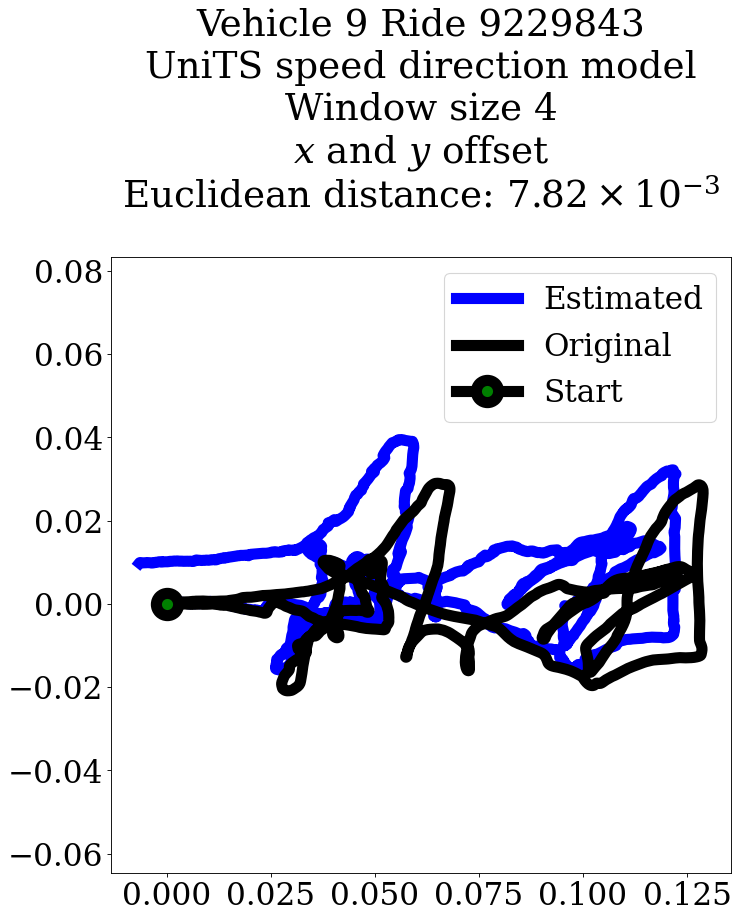 Vehicle 9 Ride 9229843
UniTS speed direction model
Window size 4
x and y offset
Euclidean distance: 7.82 × 10⁻³
Estimated
Original
Start
0.08
0.06
0.04
0.02
0.00
−0.02
−0.04
−0.06
0.000 0.025 0.050 0.075 0.100 0.125